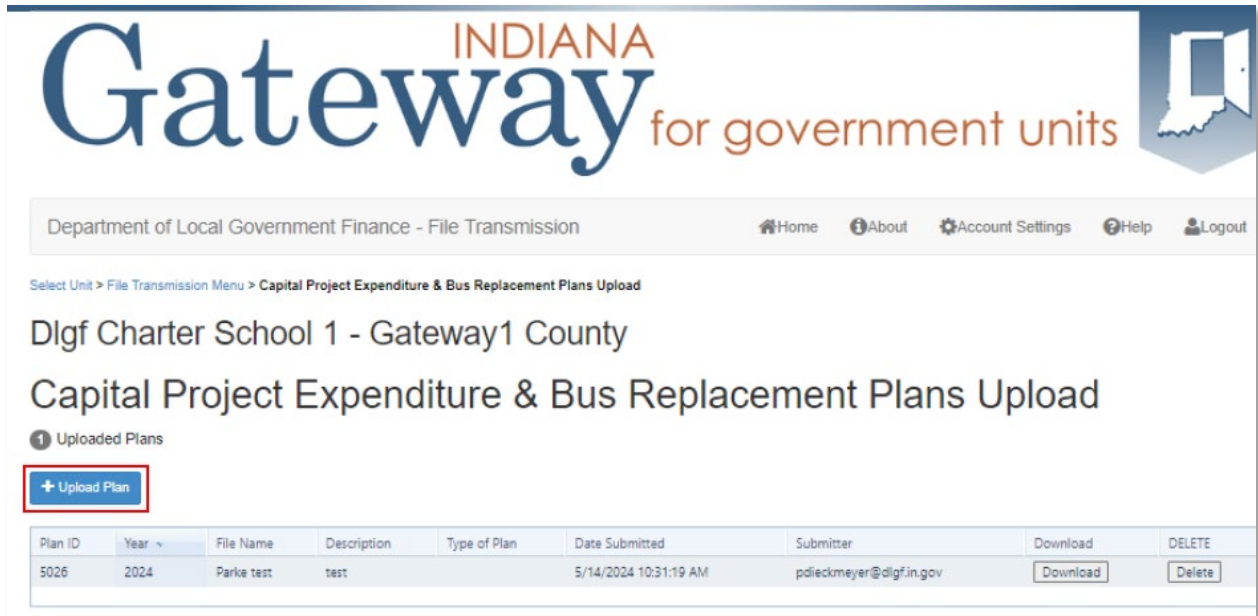 INDIANA
Gateway for government units
Department of Local Government Finance - File Transmission Home About Account Settings Help Logout
Select Unit > File Transmission Menu > Capital Project Expenditure & Bus Replacement Plans Upload
Dlgf Charter School 1 - Gateway1 County
Capital Project Expenditure & Bus Replacement Plans Upload
1 Uploaded Plans
+ Upload Plan
Plan ID Year File Name Description Type of Plan Date Submitted Submitter Download DELETE
5026 2024 Parke test test 5/14/2024 10:31:19 AM pdieckmeyer@dlgf.in.gov Download Delete